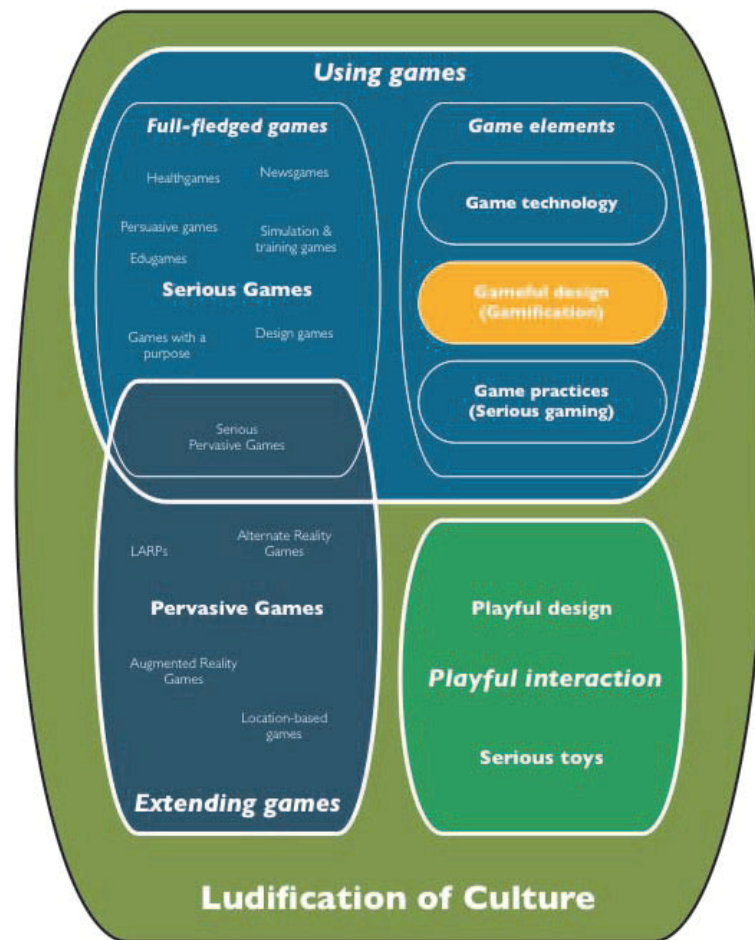 Using games
Full-fledged games
Game elements
Healthgames
Newsgames
Game technology
Persuasive games
Simulation &
training games
Edugames
Serious Games
Gameful design
(Gamification)
Games with a
purpose
Design games
Game practices
(Serious gaming)
Serious
Pervasive Games
LARPs
Alternate Reality
Games
Pervasive Games
Playful design
Augmented Reality
Games
Playful interaction
Location-based
games
Serious toys
Extending games
Ludification of Culture